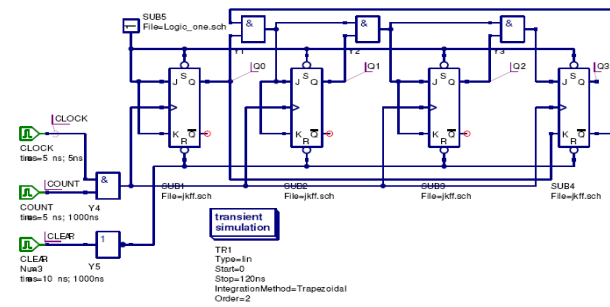 SUB5
File=Logic_one.sch
&
Y1
&
Y2
&
Y3
Q0
Q1
Q2
Q3
S
J
Q
K
Q
R
S
J
Q
K
Q
R
S
J
Q
K
Q
R
S
J
Q
K
Q
R
CLOCK
CLOCK
time=5 ns; 5ns
COUNT
COUNT
time=5 ns; 1000ns
&
Y4
CLEAR
CLEAR
Num=3
time=10 ns; 1000ns
1
Y5
SUB1
File=jkff.sch
SUB2
File=jkff.sch
SUB3
File=jkff.sch
SUB4
File=jkff.sch
transient
simulation
TR1
Type=lin
Start=0
Stop=120ns
IntegrationMethod=Trapezoidal
Order=2